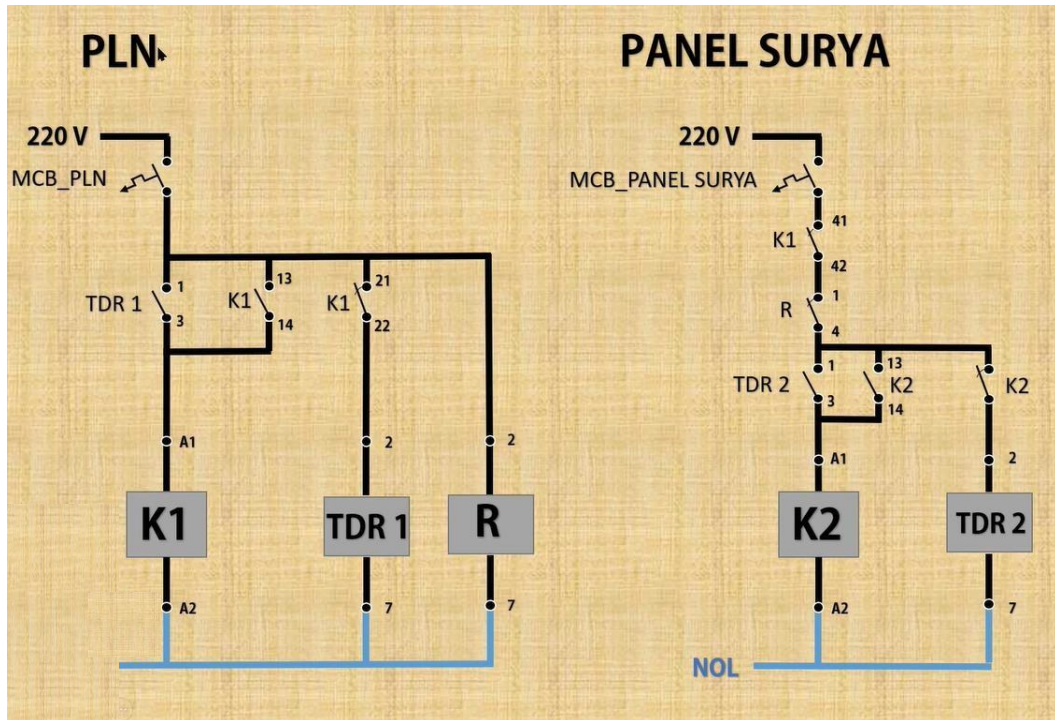 PLN
220 V
MCB_PLN
TDR 1
1
3
K1
13
14
K1
21
22
A1
2
2
K1
TDR 1
R
A2
7
7
PANEL SURYA
220 V
MCB_PANEL SURYA
K1
41
42
R
1
4
TDR 2
1
3
13
K2
14
K2
A1
2
K2
TDR 2
A2
7
NOL